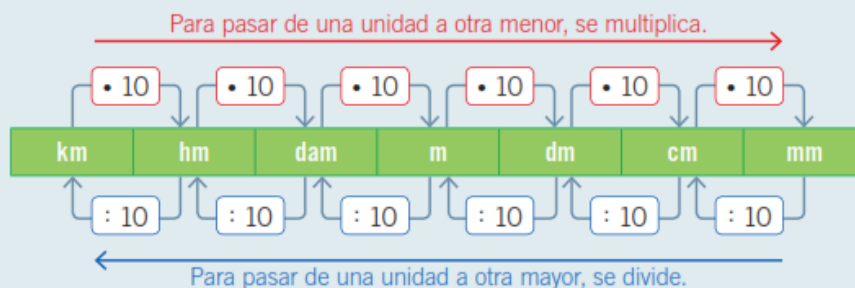 Para pasar de una unidad a otra menor, se multiplica.
• 10 • 10 • 10 • 10 • 10 • 10
km hm dam m dm cm mm
: 10 : 10 : 10 : 10 : 10 : 10
Para pasar de una unidad a otra mayor, se divide.